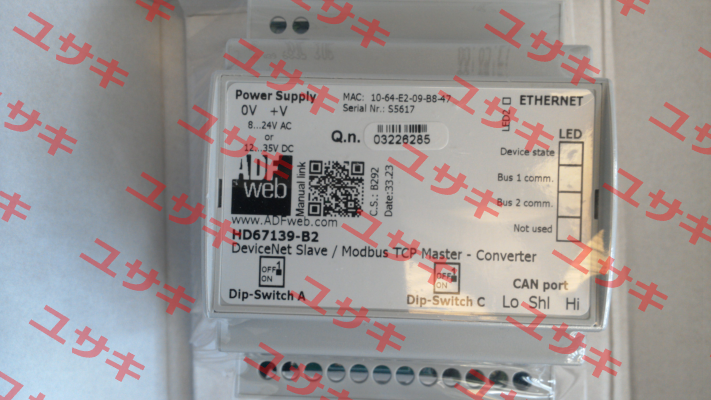 Power Supply
0V +V
8...24V AC
or
12...35V DC
MAC: 10-64-E2-09-B8-47
Serial Nr.: S5617
Q.n. 03226285
LED2
ETHERNET
LED
Device state
Bus 1 comm.
Bus 2 comm.
Not used
ADF
web
Manual link
C.S.: B292
Date:33.23
www.ADFweb.com
HD67139-B2
DeviceNet Slave / Modbus TCP Master - Converter
OFF 1
ON
Dip-Switch A
OFF 1
ON
Dip-Switch C
CAN port
Lo Shl Hi
ユサキ